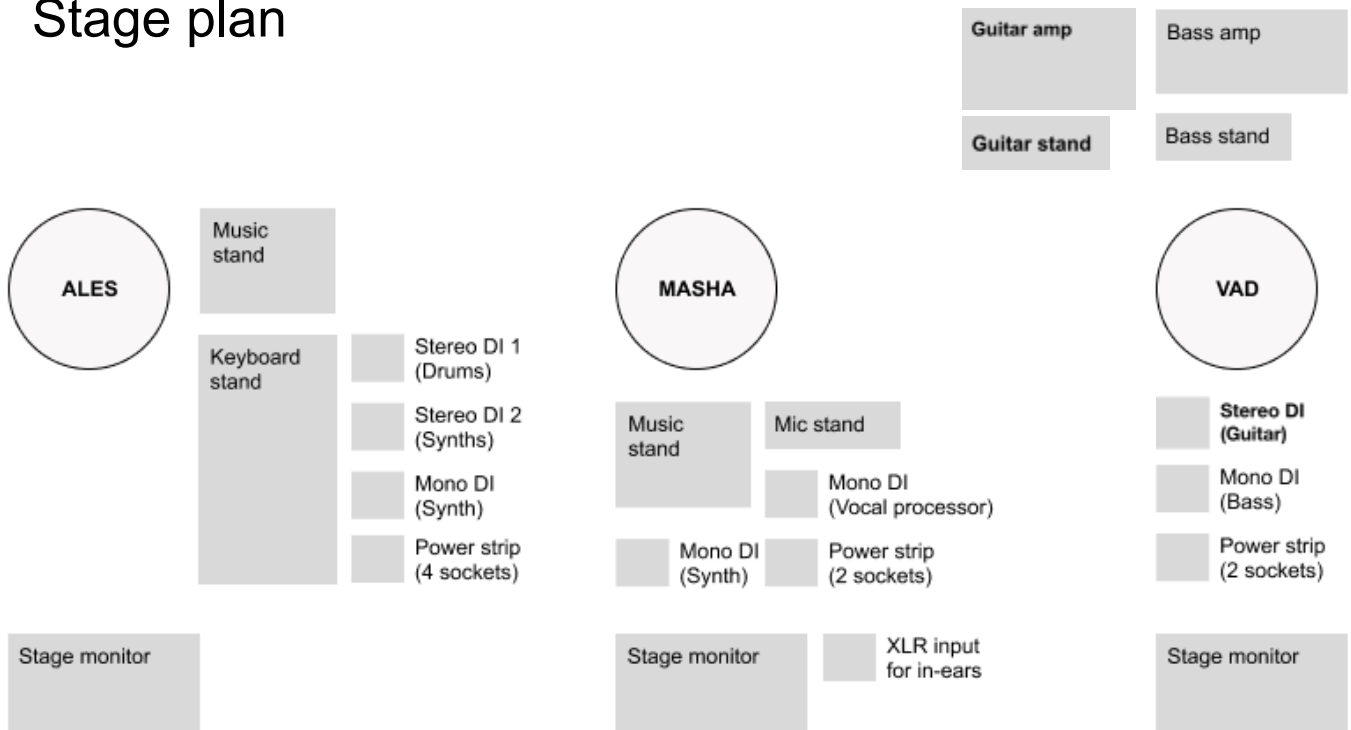 Stage plan
Guitar amp
Bass amp
Guitar stand
Bass stand
ALES
Music
stand
Keyboard
stand
Stereo DI 1
(Drums)
Stereo DI 2
(Synths)
Mono DI
(Synth)
Power strip
(4 sockets)
Stage monitor
MASHA
Music
stand
Mic stand
Mono DI
(Vocal processor)
Mono DI
(Synth)
Power strip
(2 sockets)
Stage monitor
XLR input
for in-ears
VAD
Stereo DI
(Guitar)
Mono DI
(Bass)
Power strip
(2 sockets)
Stage monitor